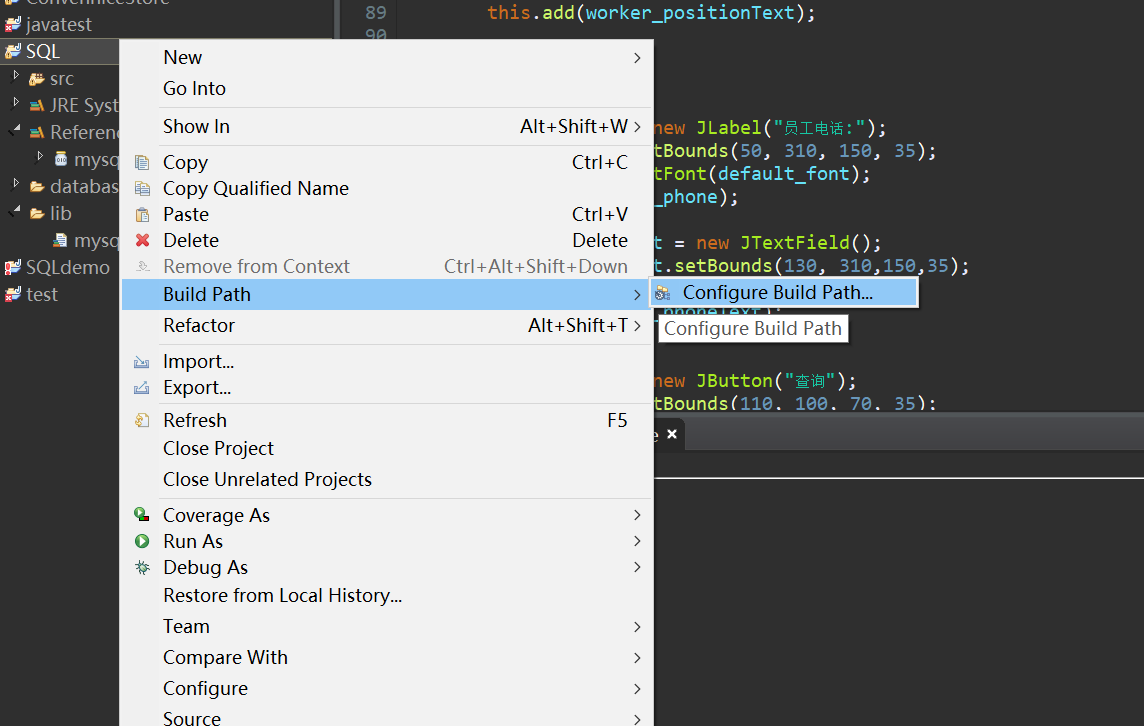 javatest
SQL
src
JRE Syst
Referen
mysq
databas
lib
mysq
SQLdemo
test
89 this.add(worker_positionText);
90
new JLabel("员工电话:");
tBounds(50, 310, 150, 35);
tFont(default_font);
_phone);
t = new JTextField();
t.setBounds(130, 310,150,35);
new JButton("查询");
tBounds(110, 100, 70, 35);
New
Go Into
Show In Alt+Shift+W
Copy Ctrl+C
Copy Qualified Name
Paste Ctrl+V
Delete Delete
Remove from Context Ctrl+Alt+Shift+Down
Build Path
Configure Build Path...
Configure Build Path
Refactor Alt+Shift+T
Import...
Export...
Refresh F5
Close Project
Close Unrelated Projects
Coverage As
Run As
Debug As
Restore from Local History...
Team
Compare With
Configure
Source